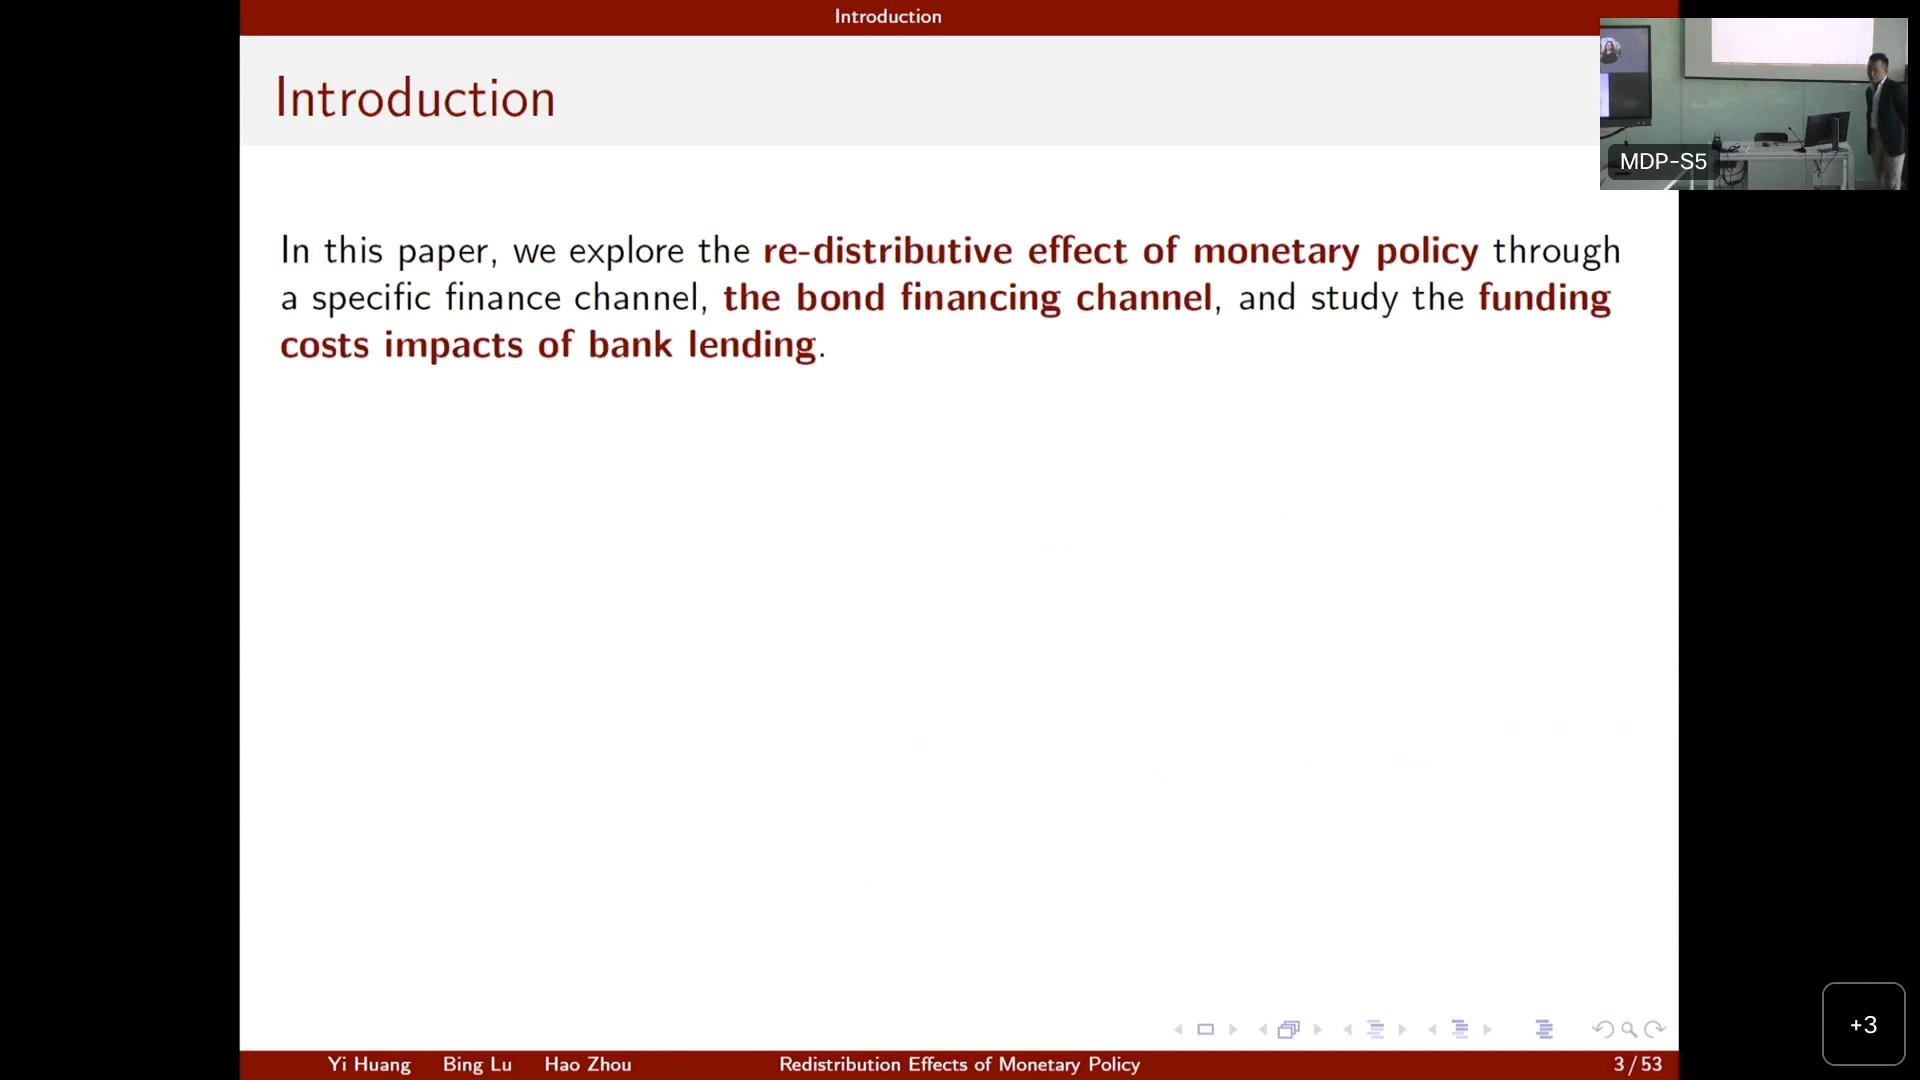 Introduction
Introduction
MDP-S5
In this paper, we explore the re-distributive effect of monetary policy through
a specific finance channel, the bond financing channel, and study the funding
costs impacts of bank lending.
+3
Yi Huang Bing Lu Hao Zhou Redistribution Effects of Monetary Policy 3 / 53